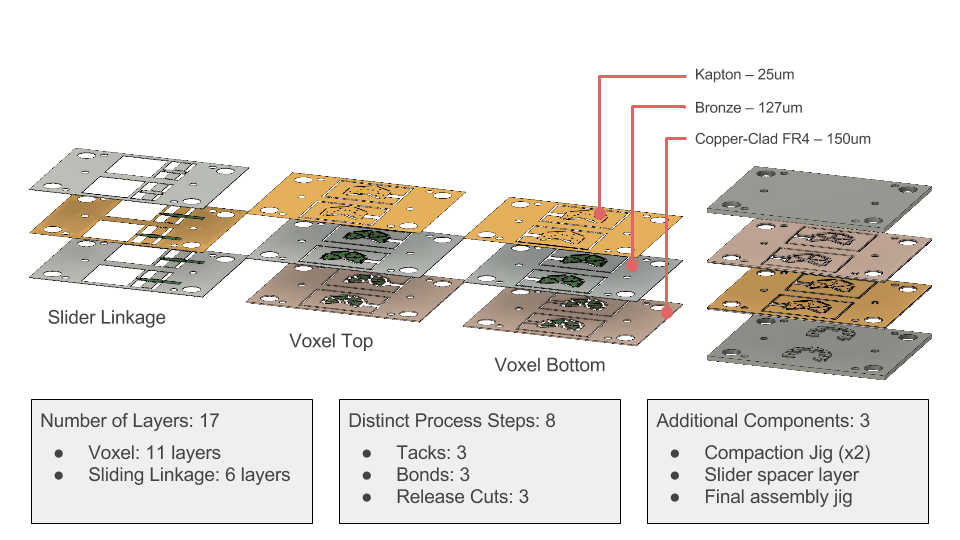 Kapton – 25um
Bronze – 127um
Copper-Clad FR4 – 150um
Slider Linkage
Voxel Top
Voxel Bottom
Number of Layers: 17
● Voxel: 11 layers
● Sliding Linkage: 6 layers
Distinct Process Steps: 8
● Tacks: 3
● Bonds: 3
● Release Cuts: 3
Additional Components: 3
● Compaction Jig (x2)
● Slider spacer layer
● Final assembly jig